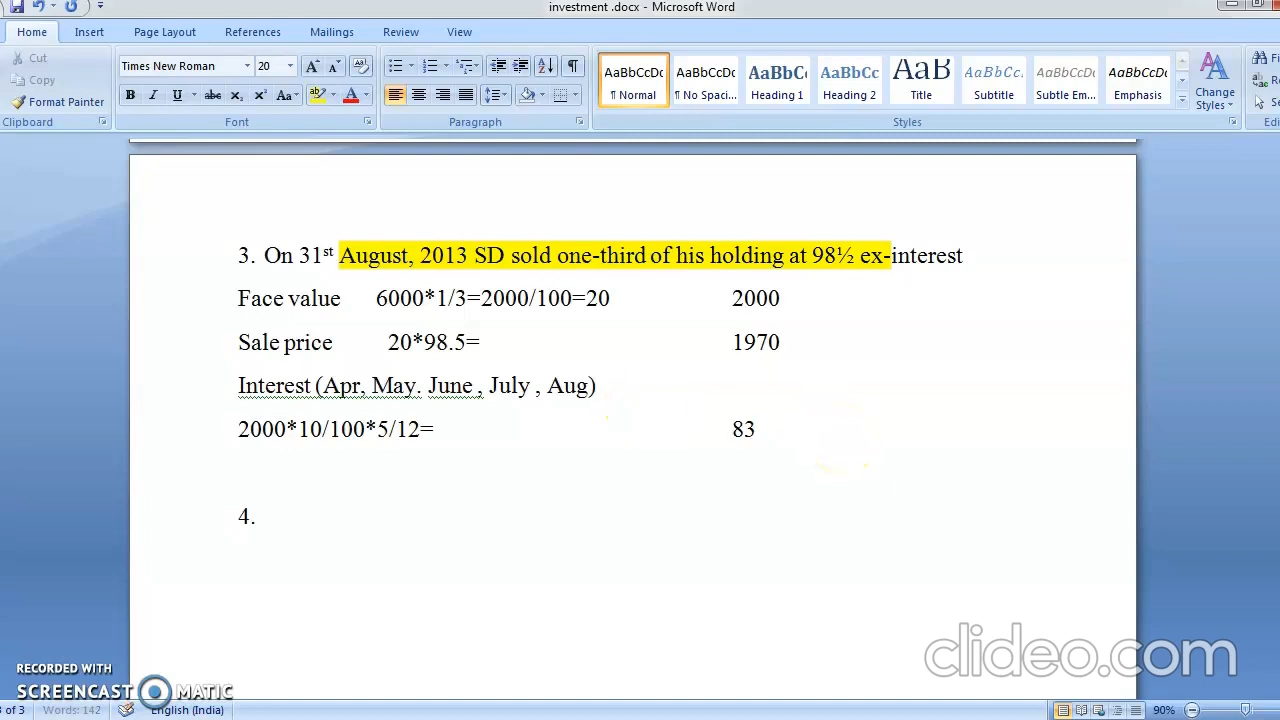 investment .docx - Microsoft Word
Home Insert Page Layout References Mailings Review View
Cut
Copy
Format Painter
Times New Roman 20
AaBbCcDc AaBbCcDc AaBbC AaBbCc AaB AaBbCc. AaBbCcDc AaBbCcDc
¶ Normal ¶ No Spaci... Heading 1 Heading 2 Title Subtitle Subtle Em... Emphasis
Change
Styles
Clipboard Font Paragraph Styles
3. On 31st August, 2013 SD sold one-third of his holding at 98½ ex-interest
Face value 6000*1/3=2000/100=20 2000
Sale price 20*98.5= 1970
Interest (Apr, May. June , July , Aug)
2000*10/100*5/12= 83
4.
clideo.com
RECORDED WITH
SCREENCAST MATIC
of 3 Words: 142 English (India) 90%